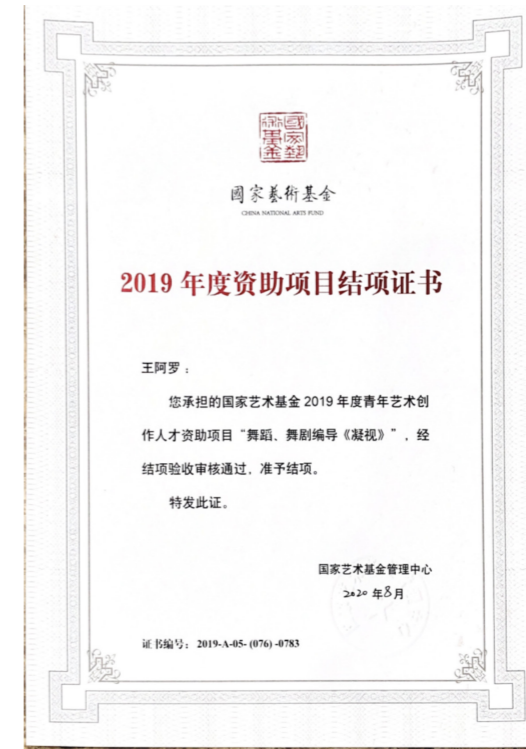 國家藝術基金
國家藝術基金
CHINA NATIONAL ARTS FUND
2019 年度资助项目结项证书
王阿罗：
您承担的国家艺术基金 2019 年度青年艺术创
作人才资助项目“舞蹈、舞剧编导《凝视》”，经
结项验收审核通过，准予结项。
特发此证。
国家艺术基金管理中心
2020 年8月
证书编号： 2019-A-05- (076) -0783